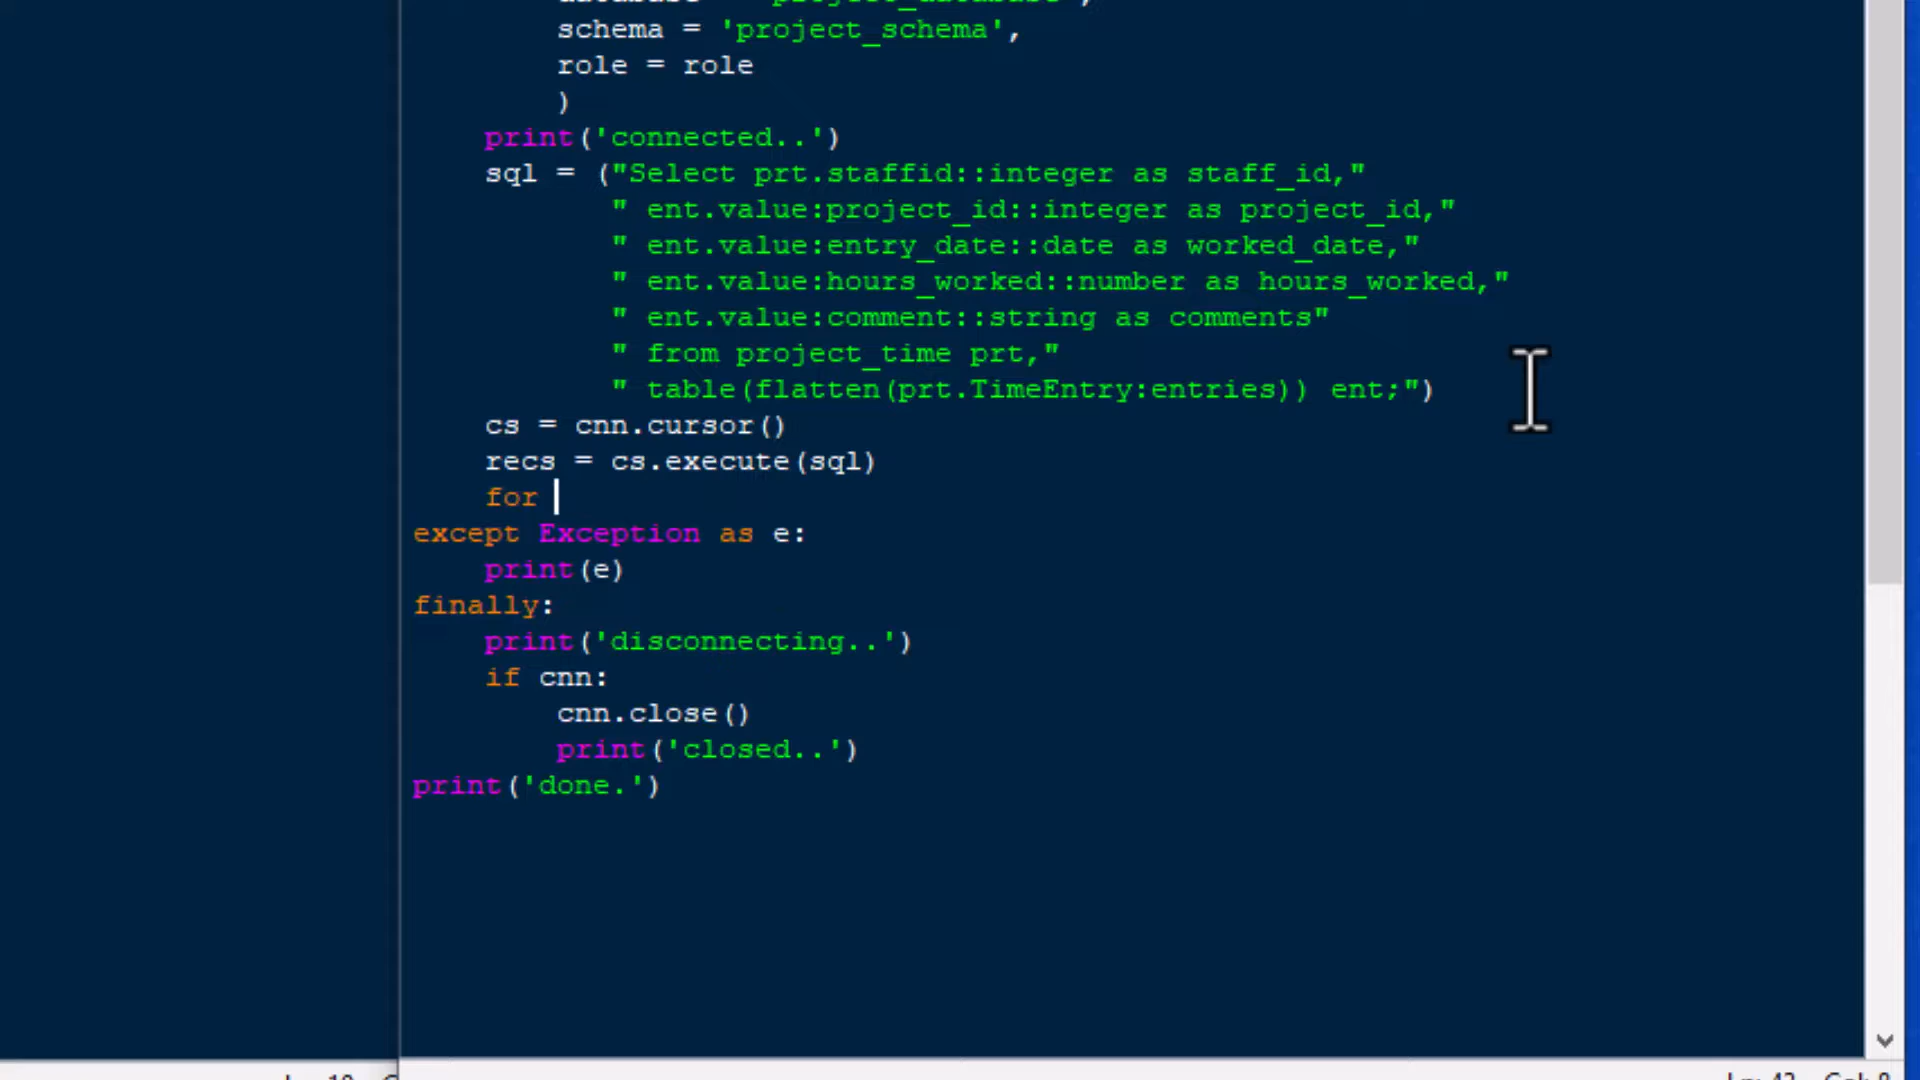 schema = 'project_schema',
role = role
)
print('connected..')
sql = ("Select prt.staffid::integer as staff_id,"
" ent.value:project_id::integer as project_id,"
" ent.value:entry_date::date as worked_date,"
" ent.value:hours_worked::number as hours_worked,"
" ent.value:comment::string as comments"
" from project_time prt,"
" table(flatten(prt.TimeEntry:entries)) ent;")
cs = cnn.cursor()
recs = cs.execute(sql)
for
except Exception as e:
print(e)
finally:
print('disconnecting..')
if cnn:
cnn.close()
print('closed..')
print('done.')